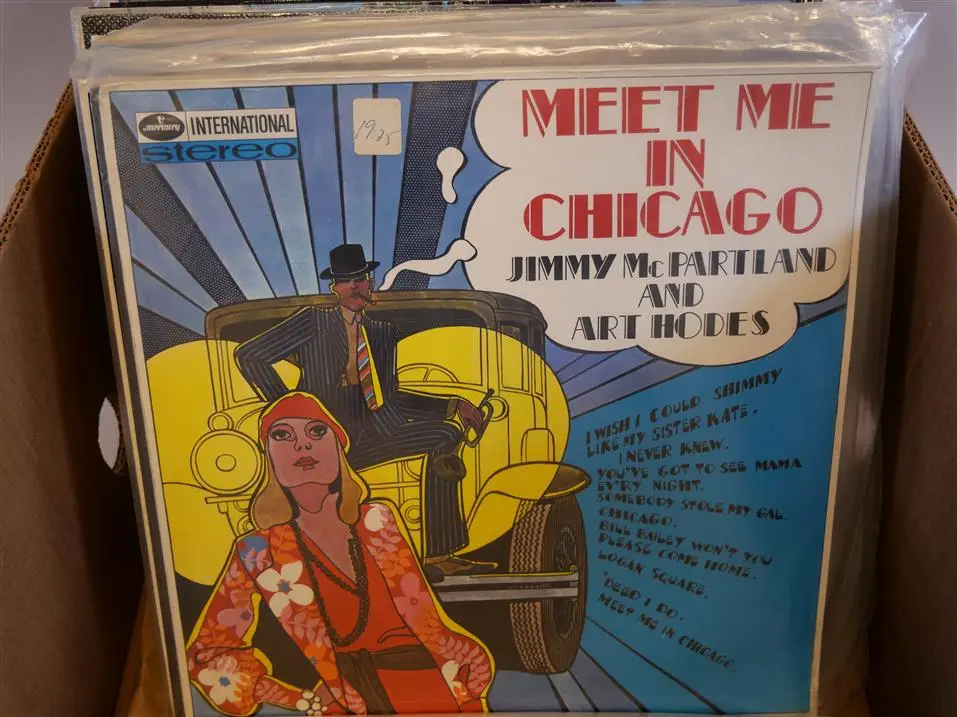 mercury INTERNATIONAL
stereo
19.95
MEET ME
IN
CHICAGO
JIMMY McPARTLAND
AND
ART HODES
I WISH I COULD SHIMMY
LIKE MY SISTER KATE.
I NEVER KNEW.
YOU'VE GOT TO SEE MAMA
EV'RY NIGHT.
SOMEBODY STOLE MY GAL.
CHICAGO.
BILL BAILEY WON'T YOU
PLEASE COME HOME.
LOGAN SQUARE.
'DEED I DO.
MEET ME IN CHICAGO.